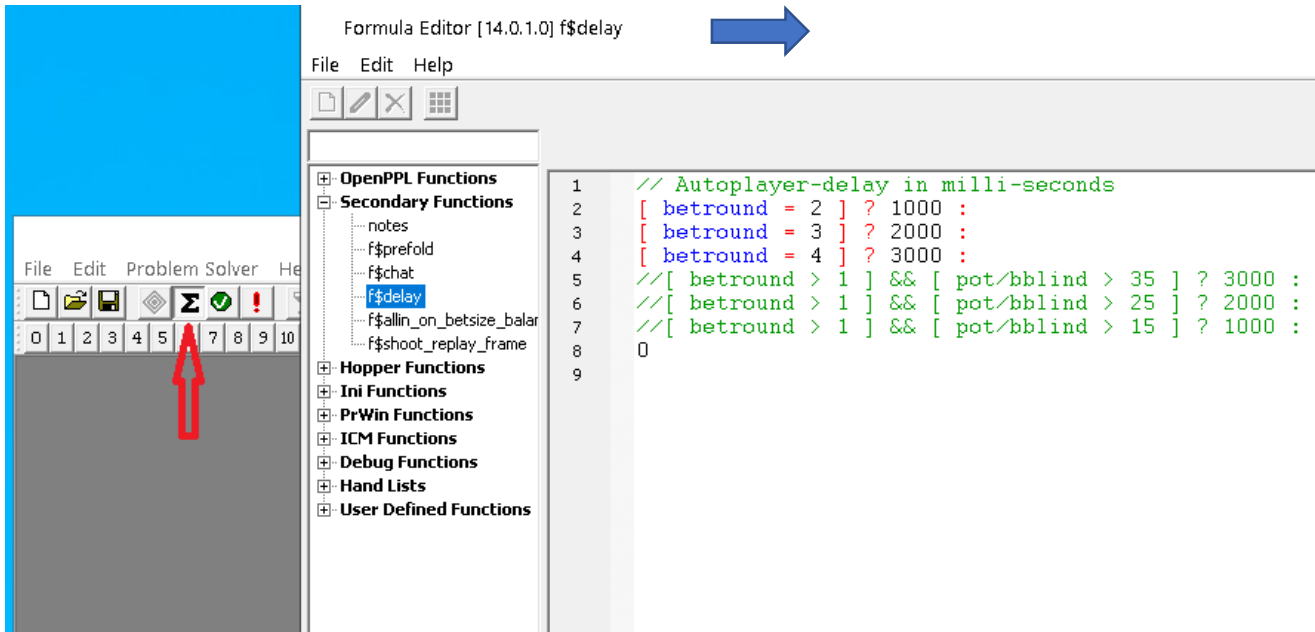 Formula Editor [14.0.1.0] f$delay
File Edit Help
OpenPPL Functions
Secondary Functions
notes
f$prefold
f$chat
f$delay
f$allin_on_betsize_balar
f$shoot_replay_frame
Hopper Functions
Ini Functions
PrWin Functions
ICM Functions
Debug Functions
Hand Lists
User Defined Functions
1 // Autoplayer-delay in milli-seconds
2 [ betround = 2 ] ? 1000 :
3 [ betround = 3 ] ? 2000 :
4 [ betround = 4 ] ? 3000 :
5 //[ betround > 1 ] && [ pot/bblind > 35 ] ? 3000 :
6 //[ betround > 1 ] && [ pot/bblind > 25 ] ? 2000 :
7 //[ betround > 1 ] && [ pot/bblind > 15 ] ? 1000 :
8 0
9
File Edit Problem Solver He
Σ !
0 1 2 3 4 5 7 8 9 10